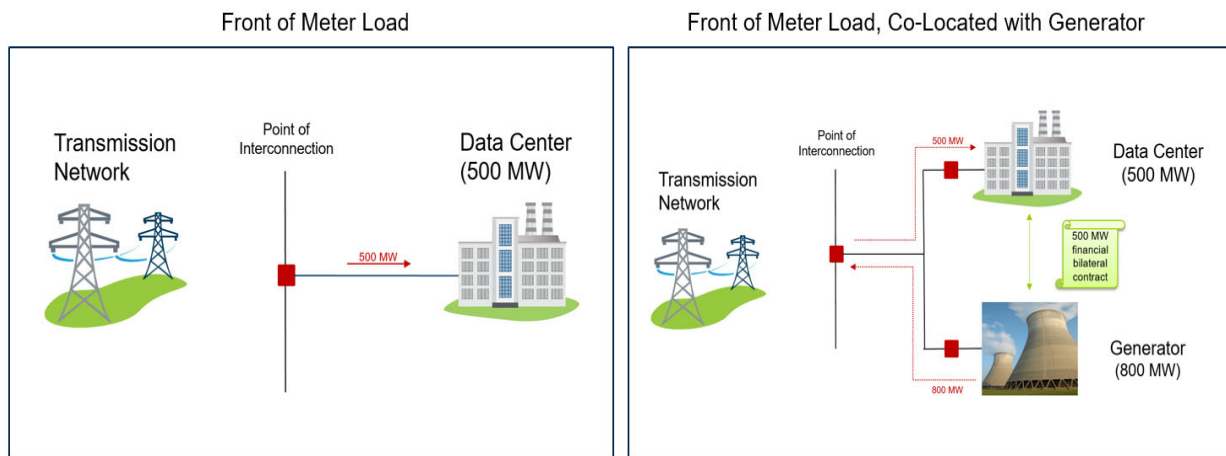 Front of Meter Load
Transmission
Network
Point of
Interconnection
Data Center
(500 MW)
500 MW
Front of Meter Load, Co-Located with Generator
Transmission
Network
Point of
Interconnection
500 MW
Data Center
(500 MW)
500 MW
financial
bilateral
contract
Generator
(800 MW)
800 MW